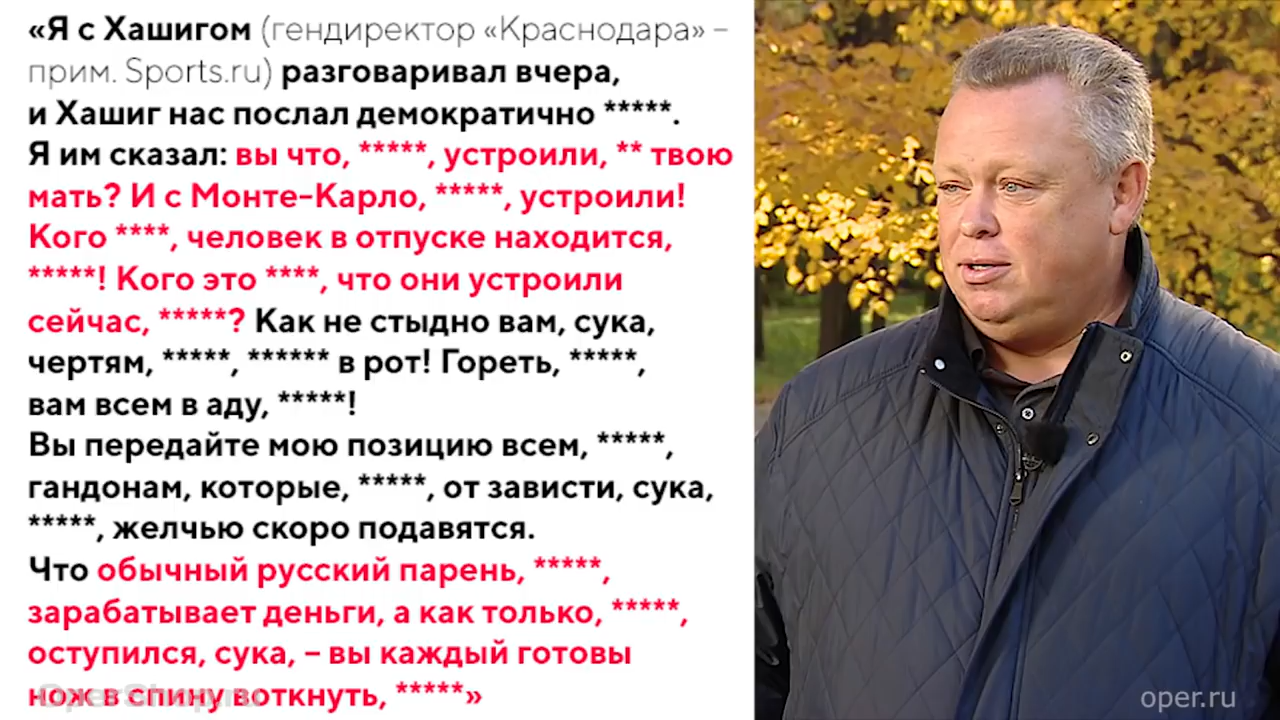 «Я с Хашигом (гендиректор «Краснодара» –
прим. Sports.ru) разговаривал вчера,
и Хашиг нас послал демократично *****.
Я им сказал: вы что, *****, устроили, ** твою
мать? И с Монте-Карло, *****, устроили!
Кого ****, человек в отпуске находится,
*****! Кого это ****, что они устроили
сейчас, *****? Как не стыдно вам, сука,
чертям, *****, ****** в рот! Гореть, *****,
вам всем в аду, *****!
Вы передайте мою позицию всем, *****,
гандонам, которые, *****, от зависти, сука,
*****, желчью скоро подавятся.
Что обычный русский парень, *****,
зарабатывает деньги, а как только, *****,
оступился, сука, – вы каждый готовы
нож в спину воткнуть, *****»
OperShop.ru
oper.ru